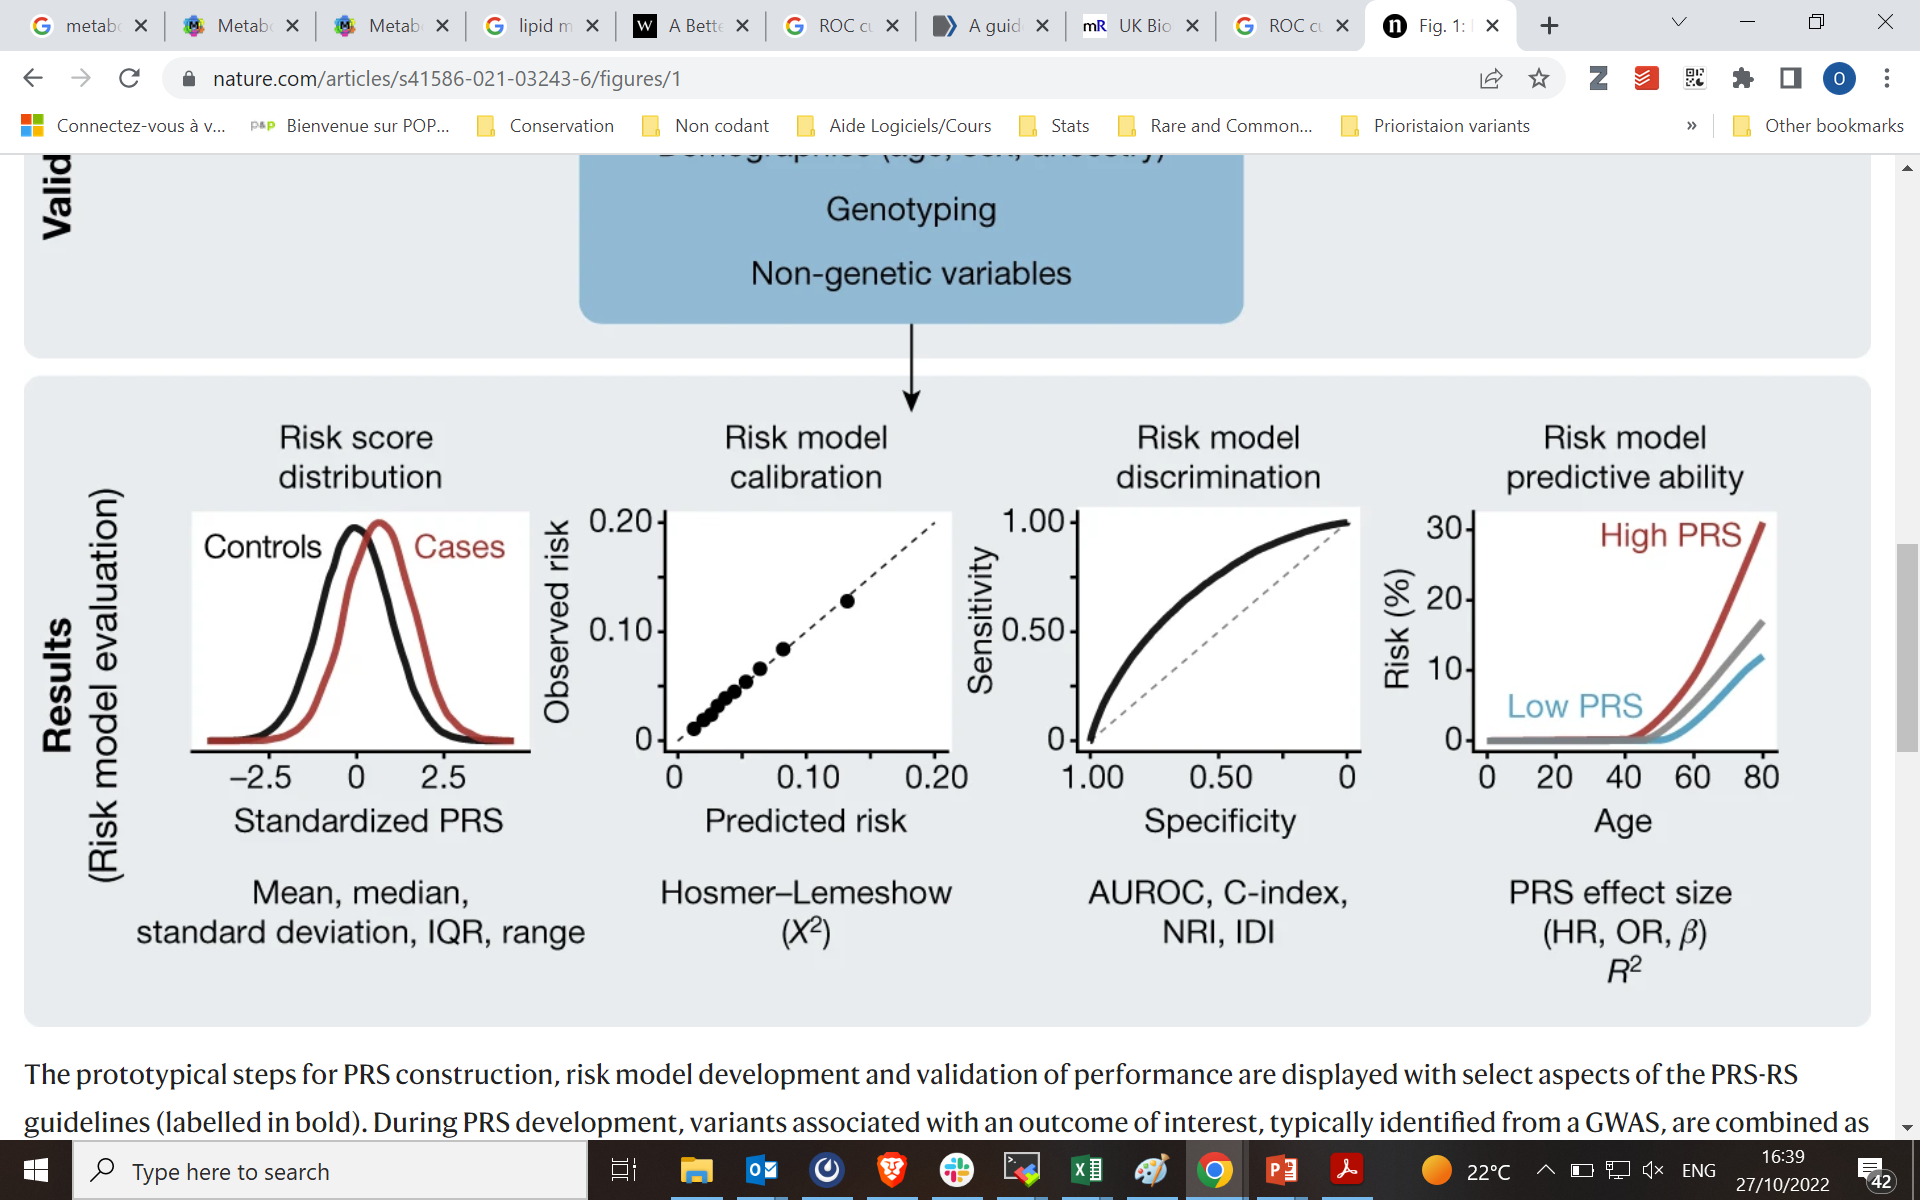 metabo
Metabo
Metab
lipid m
A Bette
ROC cu
A guid
UK Bio
ROC cu
Fig. 1:
nature.com/articles/s41586-021-03243-6/figures/1
O
Connectez-vous à v...
Bienvenue sur POP...
Conservation
Non codant
Aide Logiciels/Cours
Stats
Rare and Common...
Prioristaion variants
»
Other bookmarks
Valid
Demographics (age, sex, ancestry)
Genotyping
Non-genetic variables
Results
(Risk model evaluation)
Risk score
distribution
Controls
Cases
−2.5 0 2.5
Standardized PRS
Mean, median,
standard deviation, IQR, range
Risk model
calibration
Observed risk
0.20
0.10
0
0 0.10 0.20
Predicted risk
Hosmer–Lemeshow
(X²)
Risk model
discrimination
Sensitivity
1.00
0.50
0
1.00 0.50 0
Specificity
AUROC, C-index,
NRI, IDI
Risk model
predictive ability
Risk (%)
30
20
10
0
High PRS
Low PRS
0 20 40 60 80
Age
PRS effect size
(HR, OR, β)
R²
The prototypical steps for PRS construction, risk model development and validation of performance are displayed with select aspects of the PRS-RS
guidelines (labelled in bold). During PRS development, variants associated with an outcome of interest, typically identified from a GWAS, are combined as
Type here to search
22°C
ENG
16:39
27/10/2022
42